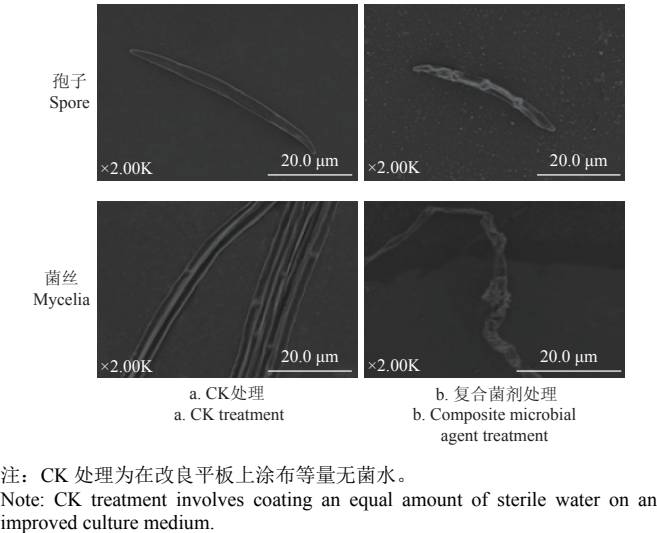 孢子
Spore
×2.00K
20.0 μm
×2.00K
20.0 μm
菌丝
Mycelia
×2.00K
20.0 μm
×2.00K
20.0 μm
a. CK处理
a. CK treatment
b. 复合菌剂处理
b. Composite microbial
agent treatment
注：CK 处理为在改良平板上涂布等量无菌水。
Note: CK treatment involves coating an equal amount of sterile water on an
improved culture medium.